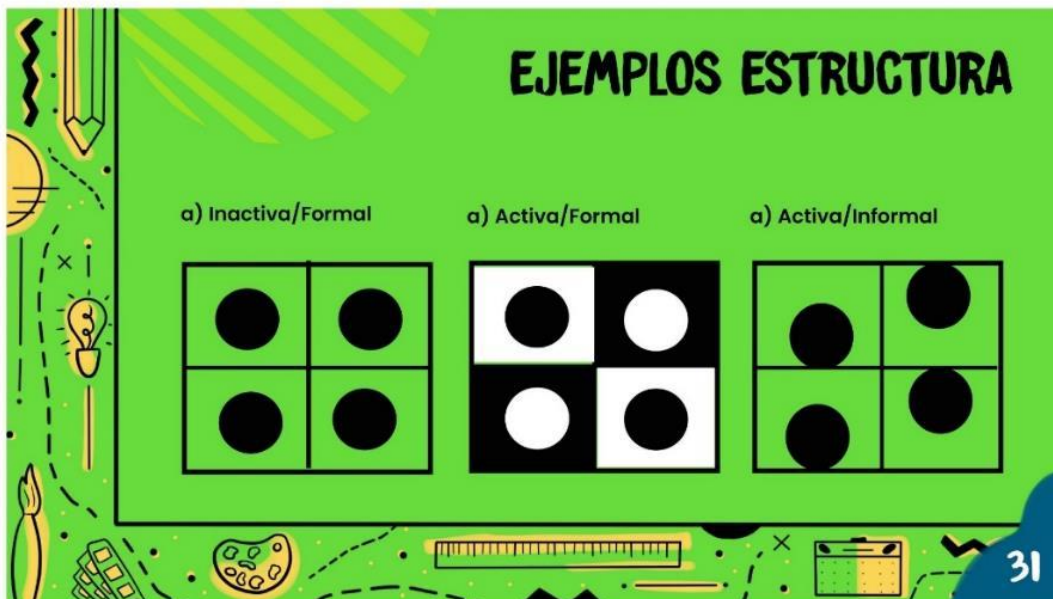 EJEMPLOS ESTRUCTURA
a) Inactiva/Formal
a) Activa/Formal
a) Activa/Informal
31